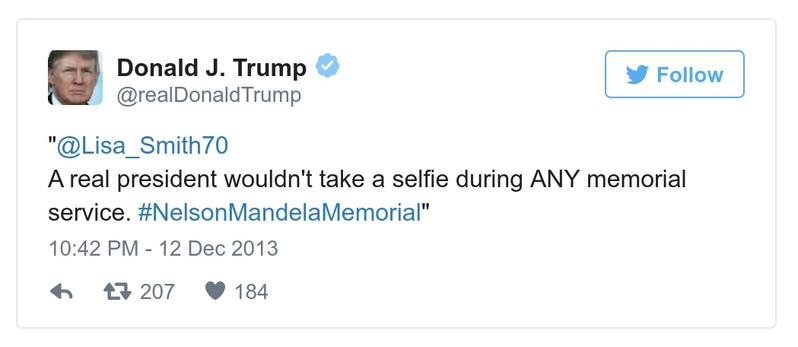 Donald J. Trump
@realDonaldTrump
Follow
"@Lisa_Smith70
A real president wouldn't take a selfie during ANY memorial
service. #NelsonMandelaMemorial"
10:42 PM - 12 Dec 2013
207 184